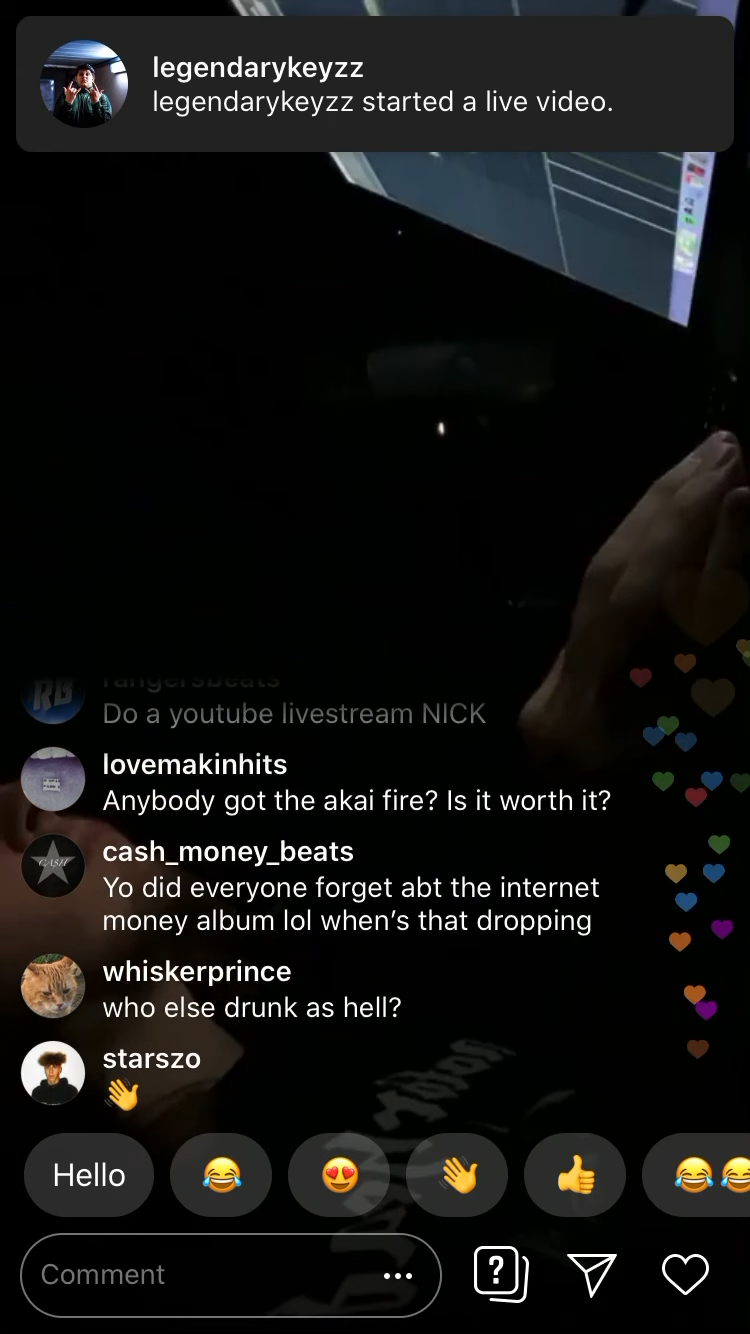 legendarykeyzz
legendarykeyzz started a live video.
rangersbeats
Do a youtube livestream NICK
lovemakinhits
Anybody got the akai fire? Is it worth it?
cash_money_beats
Yo did everyone forget abt the internet
money album lol when’s that dropping
whiskerprince
who else drunk as hell?
starszo
👋
Hello 😂 😍 👋 👍 😂😂
Comment
RB
CASH